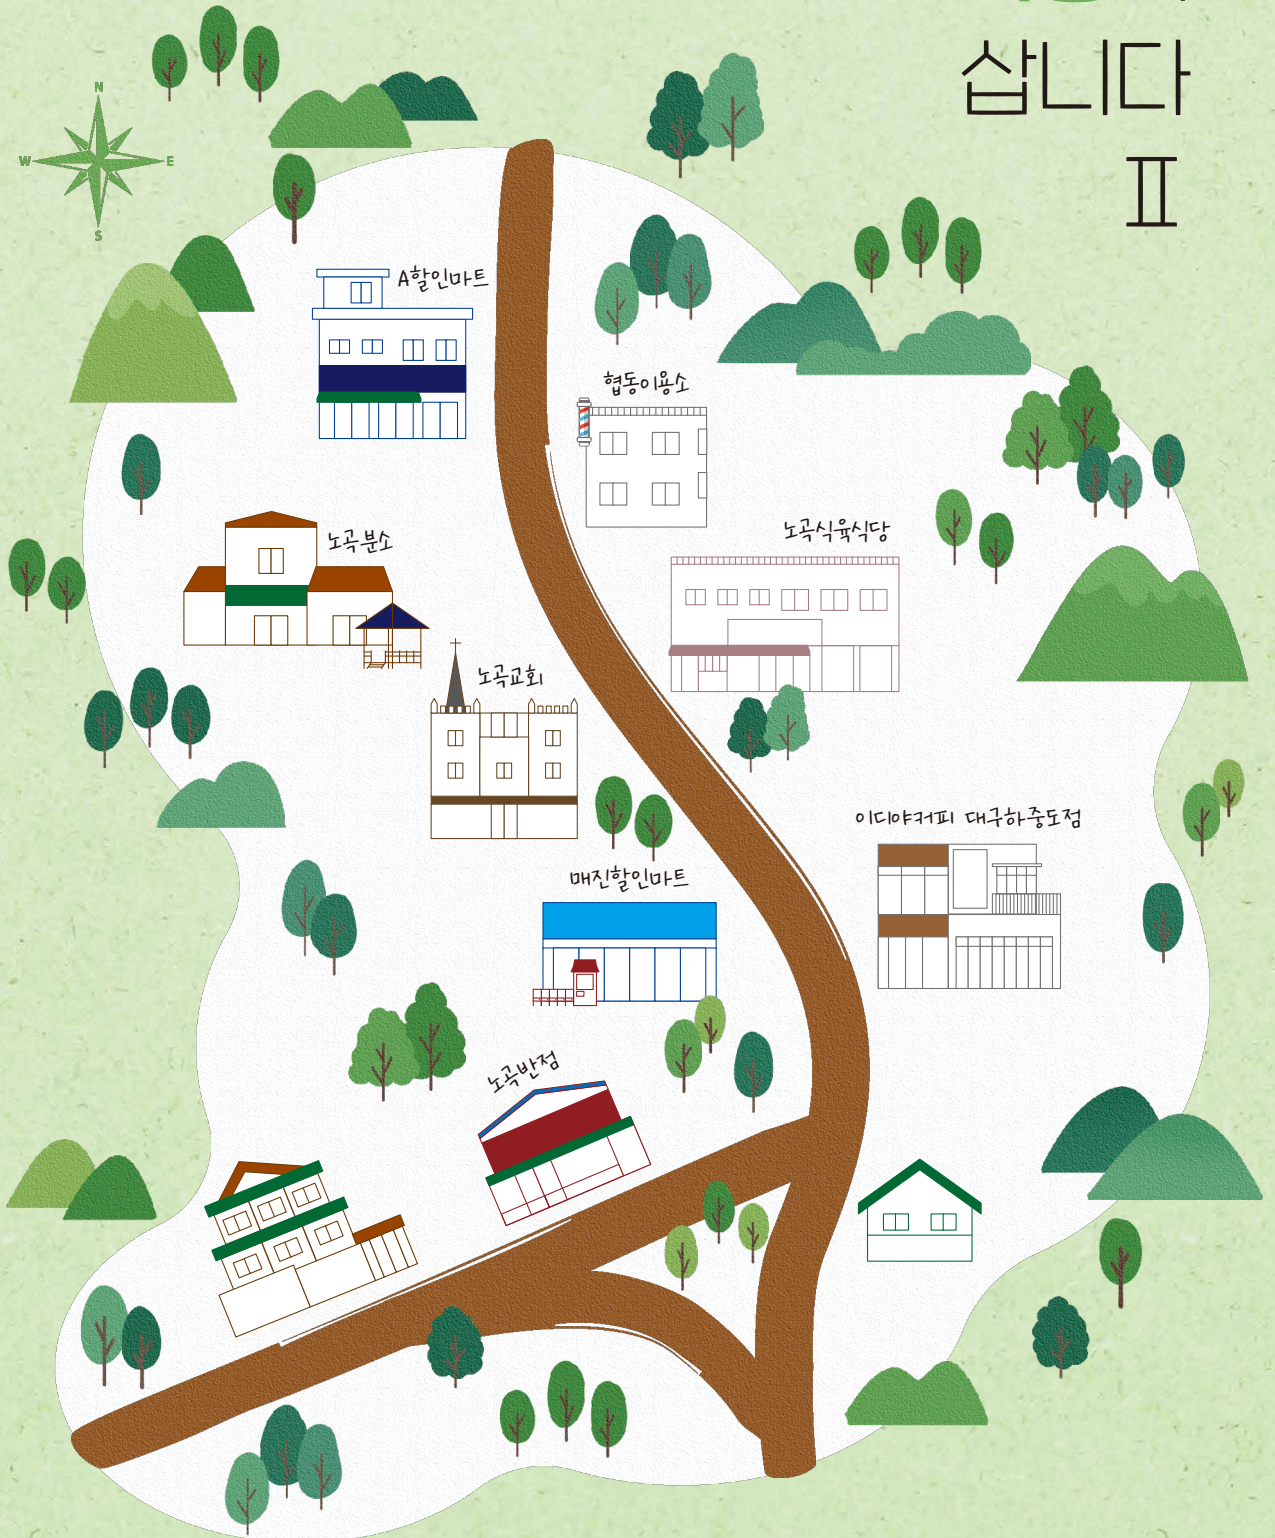 삽니다
Ⅱ
N
W E
S
A할인마트
협동이용소
노곡식육식당
노곡분소
노곡교회
이디야커피 대구하중도점
매진할인마트
노곡반점